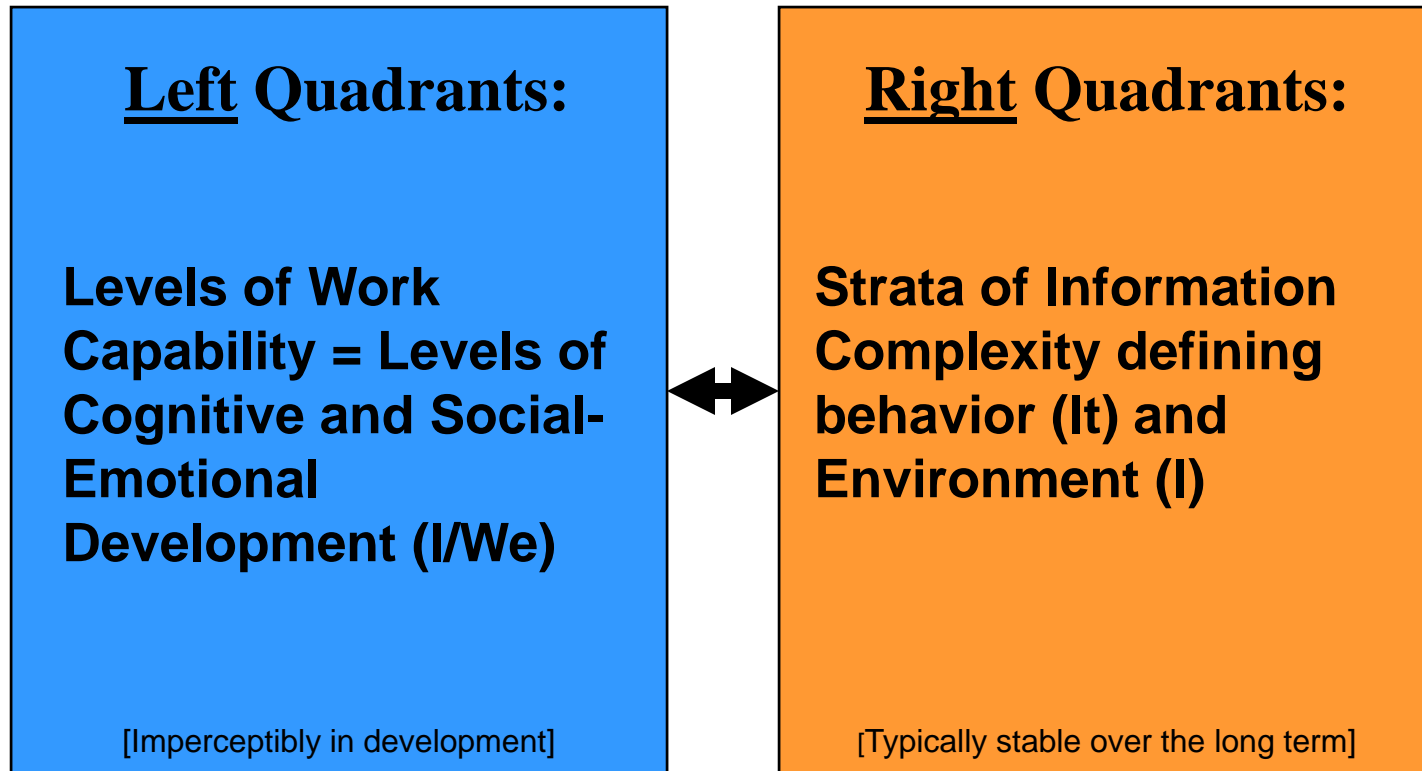 Left Quadrants:
Levels of Work
Capability = Levels of
Cognitive and Social-
Emotional
Development (I/We)
[Imperceptibly in development]
Right Quadrants:
Strata of Information
Complexity defining
behavior (It) and
Environment (I)
[Typically stable over the long term]